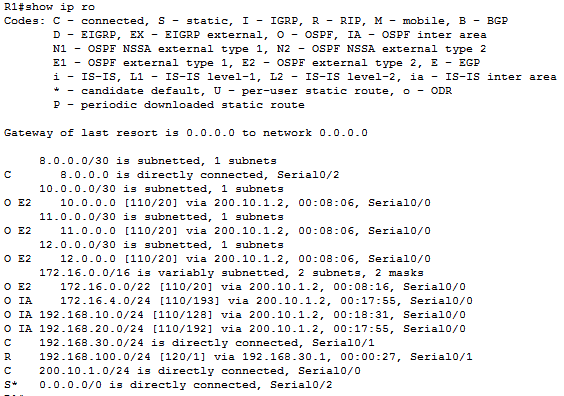 R1#show ip ro
Codes: C - connected, S - static, I - IGRP, R - RIP, M - mobile, B - BGP
       D - EIGRP, EX - EIGRP external, O - OSPF, IA - OSPF inter area
       N1 - OSPF NSSA external type 1, N2 - OSPF NSSA external type 2
       E1 - OSPF external type 1, E2 - OSPF external type 2, E - EGP
       i - IS-IS, L1 - IS-IS level-1, L2 - IS-IS level-2, ia - IS-IS inter area
       * - candidate default, U - per-user static route, o - ODR
       P - periodic downloaded static route

Gateway of last resort is 0.0.0.0 to network 0.0.0.0

     8.0.0.0/30 is subnetted, 1 subnets
C       8.0.0.0 is directly connected, Serial0/2
     10.0.0.0/30 is subnetted, 1 subnets
O E2    10.0.0.0 [110/20] via 200.10.1.2, 00:08:06, Serial0/0
     11.0.0.0/30 is subnetted, 1 subnets
O E2    11.0.0.0 [110/20] via 200.10.1.2, 00:08:06, Serial0/0
     12.0.0.0/30 is subnetted, 1 subnets
O E2    12.0.0.0 [110/20] via 200.10.1.2, 00:08:06, Serial0/0
     172.16.0.0/16 is variably subnetted, 2 subnets, 2 masks
O E2    172.16.0.0/22 [110/20] via 200.10.1.2, 00:08:16, Serial0/0
O IA    172.16.4.0/24 [110/193] via 200.10.1.2, 00:17:55, Serial0/0
O IA 192.168.10.0/24 [110/128] via 200.10.1.2, 00:18:31, Serial0/0
O IA 192.168.20.0/24 [110/192] via 200.10.1.2, 00:17:55, Serial0/0
C    192.168.30.0/24 is directly connected, Serial0/1
R    192.168.100.0/24 [120/1] via 192.168.30.1, 00:00:27, Serial0/1
C    200.10.1.0/24 is directly connected, Serial0/0
S*   0.0.0.0/0 is directly connected, Serial0/2